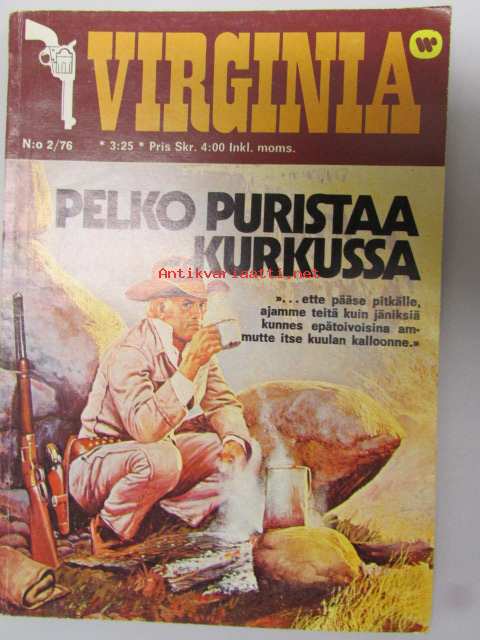 VIRGINIA
N:o 2/76 * 3:25 * Pris Skr. 4:00 Inkl. moms.
PELKO PURISTAA
KURKUSSA
Antikvariaatti.net
»...ette pääse pitkälle,
ajamme teitä kuin jäniksiä
kunnes epätoivoisina am-
mutte itse kuulan kalloonne.»